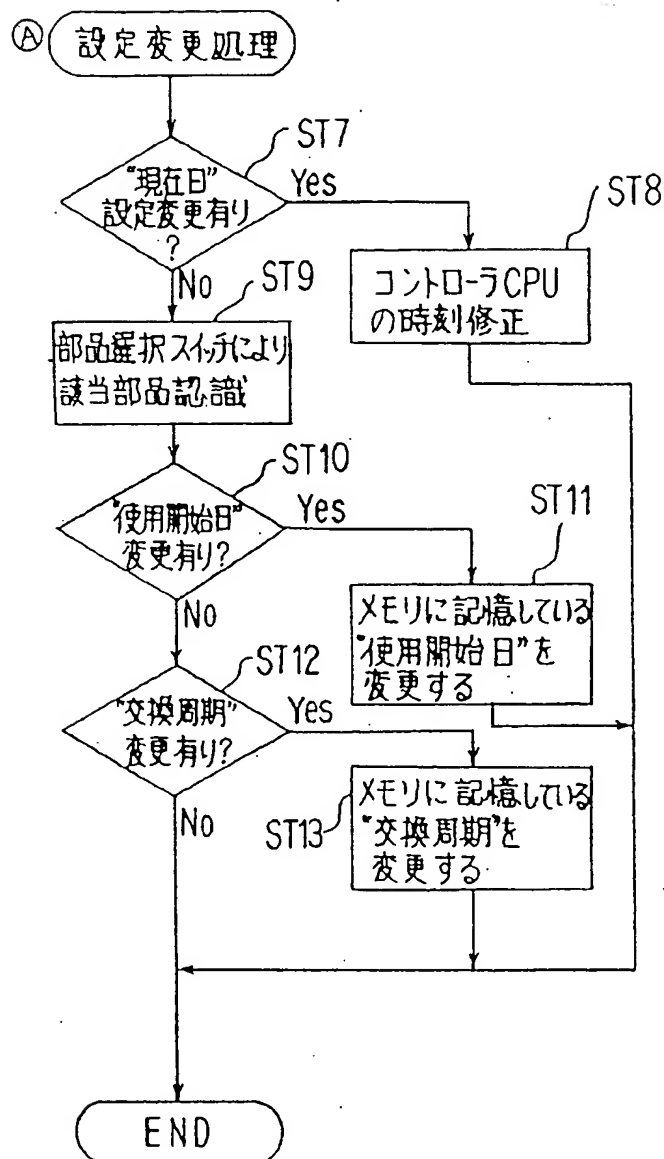 Ⓐ 設定変更処理
ST7
“現在日”
設定変更有り
?
Yes
ST8
コントローラCPU
の時刻修正
No
ST9
部品選択スイッチにより
該当部品認識
ST10
“使用開始日”
変更有り?
Yes
ST11
メモリに記憶している
“使用開始日”を
変更する
No
ST12
“交換周期”
変更有り?
Yes
ST13
メモリに記憶している
“交換周期”を
変更する
No
END